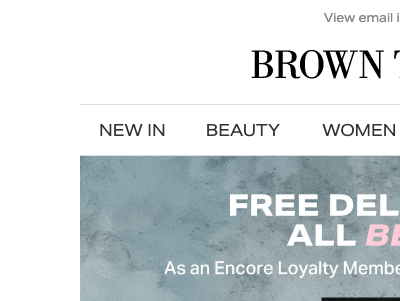 View email i
BROWN
NEW IN BEAUTY WOMEN
FREE DEL
ALL BE
As an Encore Loyalty Membe